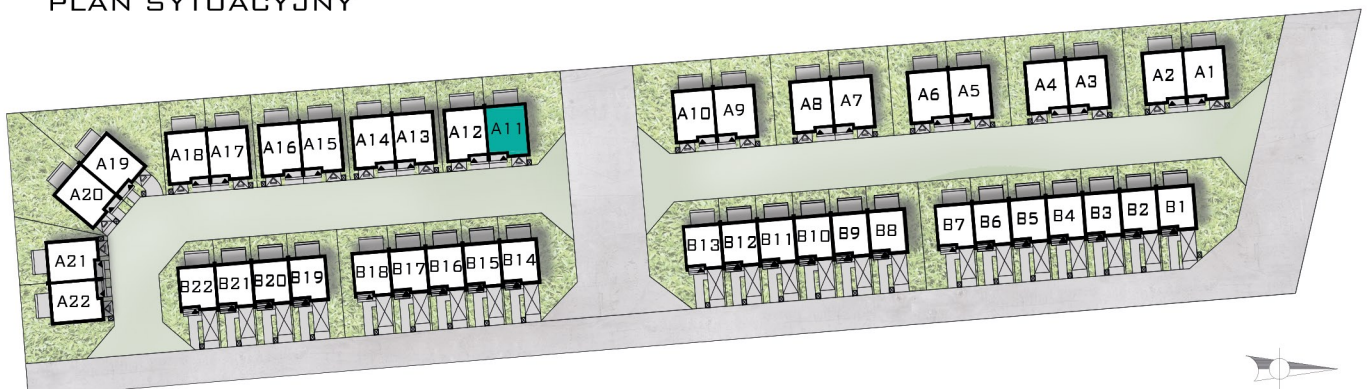 PLAN SYTUACYJNY
A10 A9 A8 A7 A6 A5 A4 A3 A2 A1
A18 A17 A16 A15 A14 A13 A12 A11
A19
A20
B13 B12 B11 B10 B9 B8 B7 B6 B5 B4 B3 B2 B1
A21
A22
B22 B21 B20 B19 B18 B17 B16 B15 B14